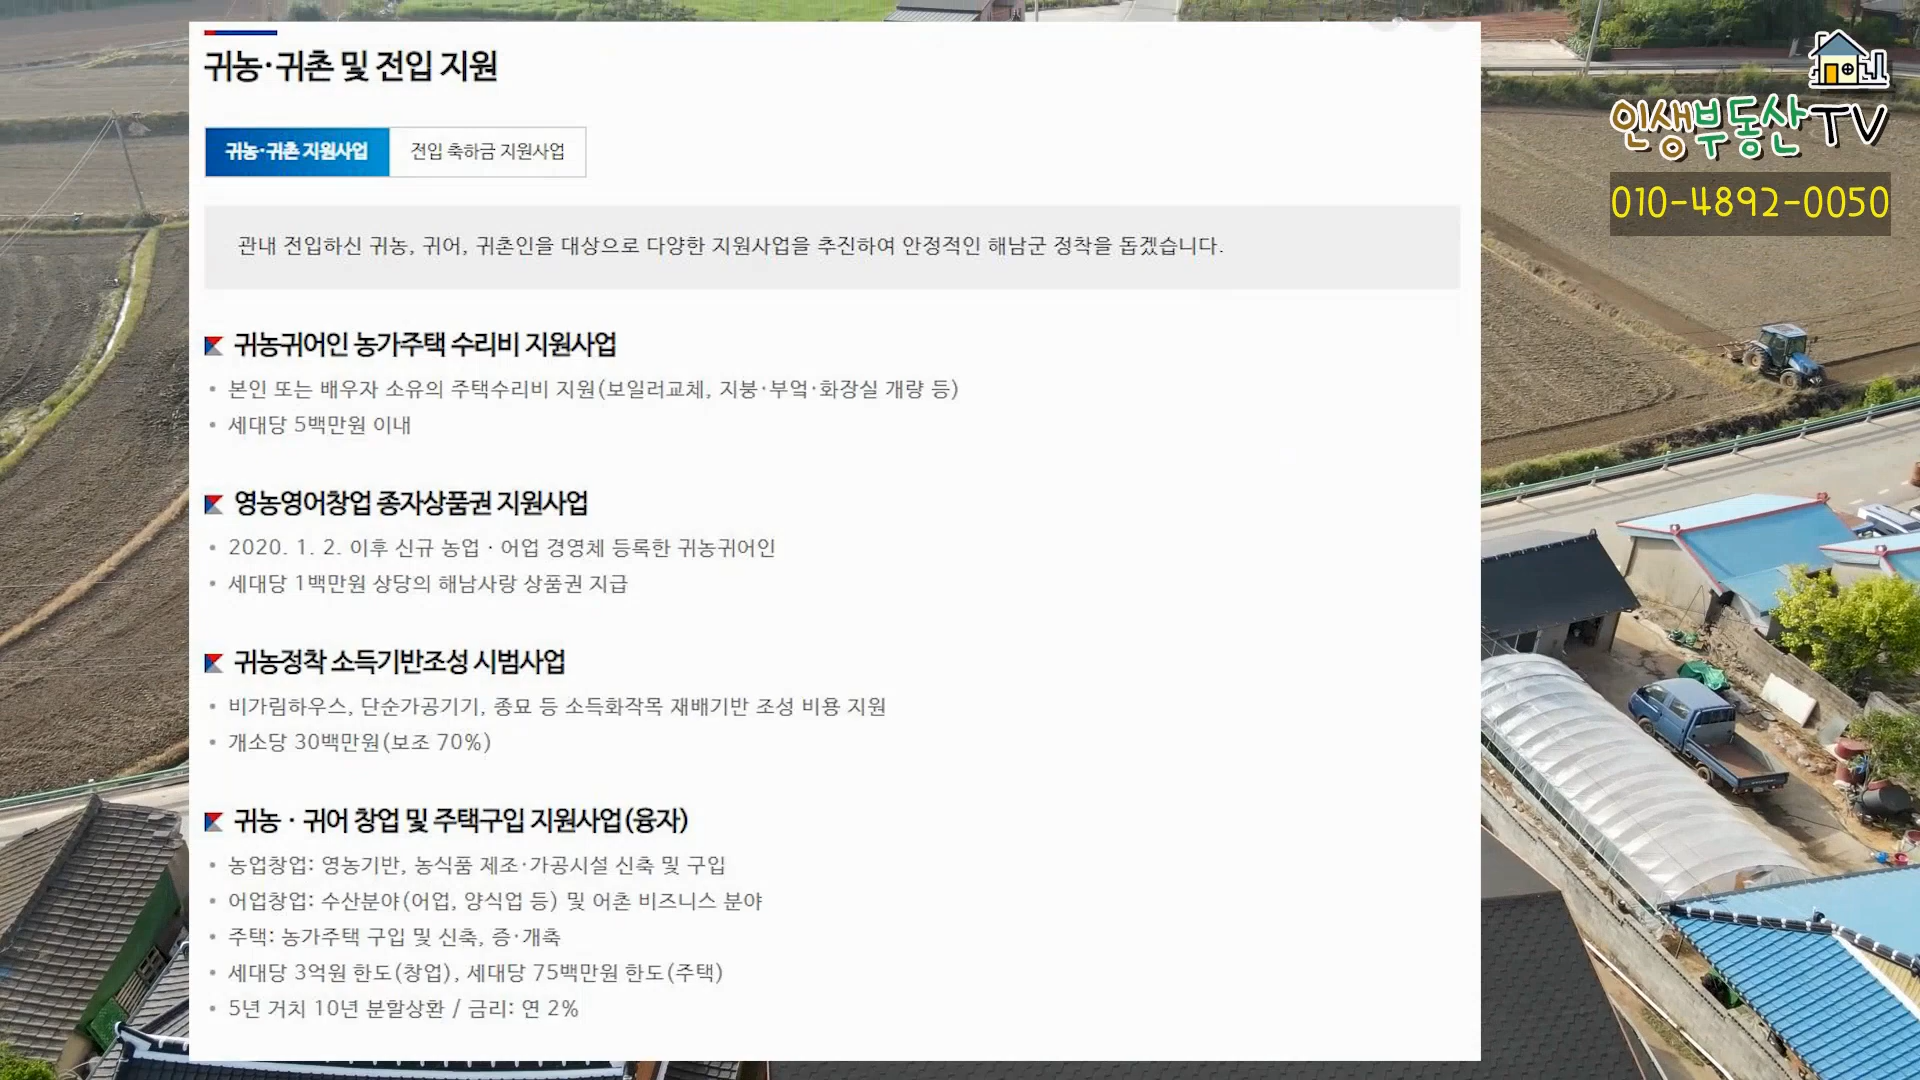 귀농·귀촌 및 전입 지원
귀농·귀촌 지원사업
전입 축하금 지원사업
관내 전입하신 귀농, 귀어, 귀촌인을 대상으로 다양한 지원사업을 추진하여 안정적인 해남군 정착을 돕겠습니다.
귀농귀어인 농가주택 수리비 지원사업
• 본인 또는 배우자 소유의 주택수리비 지원(보일러교체, 지붕·부엌·화장실 개량 등)
• 세대당 5백만원 이내
영농영어창업 종자상품권 지원사업
• 2020. 1. 2. 이후 신규 농업 · 어업 경영체 등록한 귀농귀어인
• 세대당 1백만원 상당의 해남사랑 상품권 지급
귀농정착 소득기반조성 시범사업
• 비가림하우스, 단순가공기기, 종묘 등 소득화작목 재배기반 조성 비용 지원
• 개소당 30백만원(보조 70%)
귀농 · 귀어 창업 및 주택구입 지원사업(융자)
• 농업창업: 영농기반, 농식품 제조·가공시설 신축 및 구입
• 어업창업: 수산분야(어업, 양식업 등) 및 어촌 비즈니스 분야
• 주택: 농가주택 구입 및 신축, 증·개축
• 세대당 3억원 한도(창업), 세대당 75백만원 한도(주택)
• 5년 거치 10년 분할상환 / 금리: 연 2%
인생부동산TV
010-4892-0050